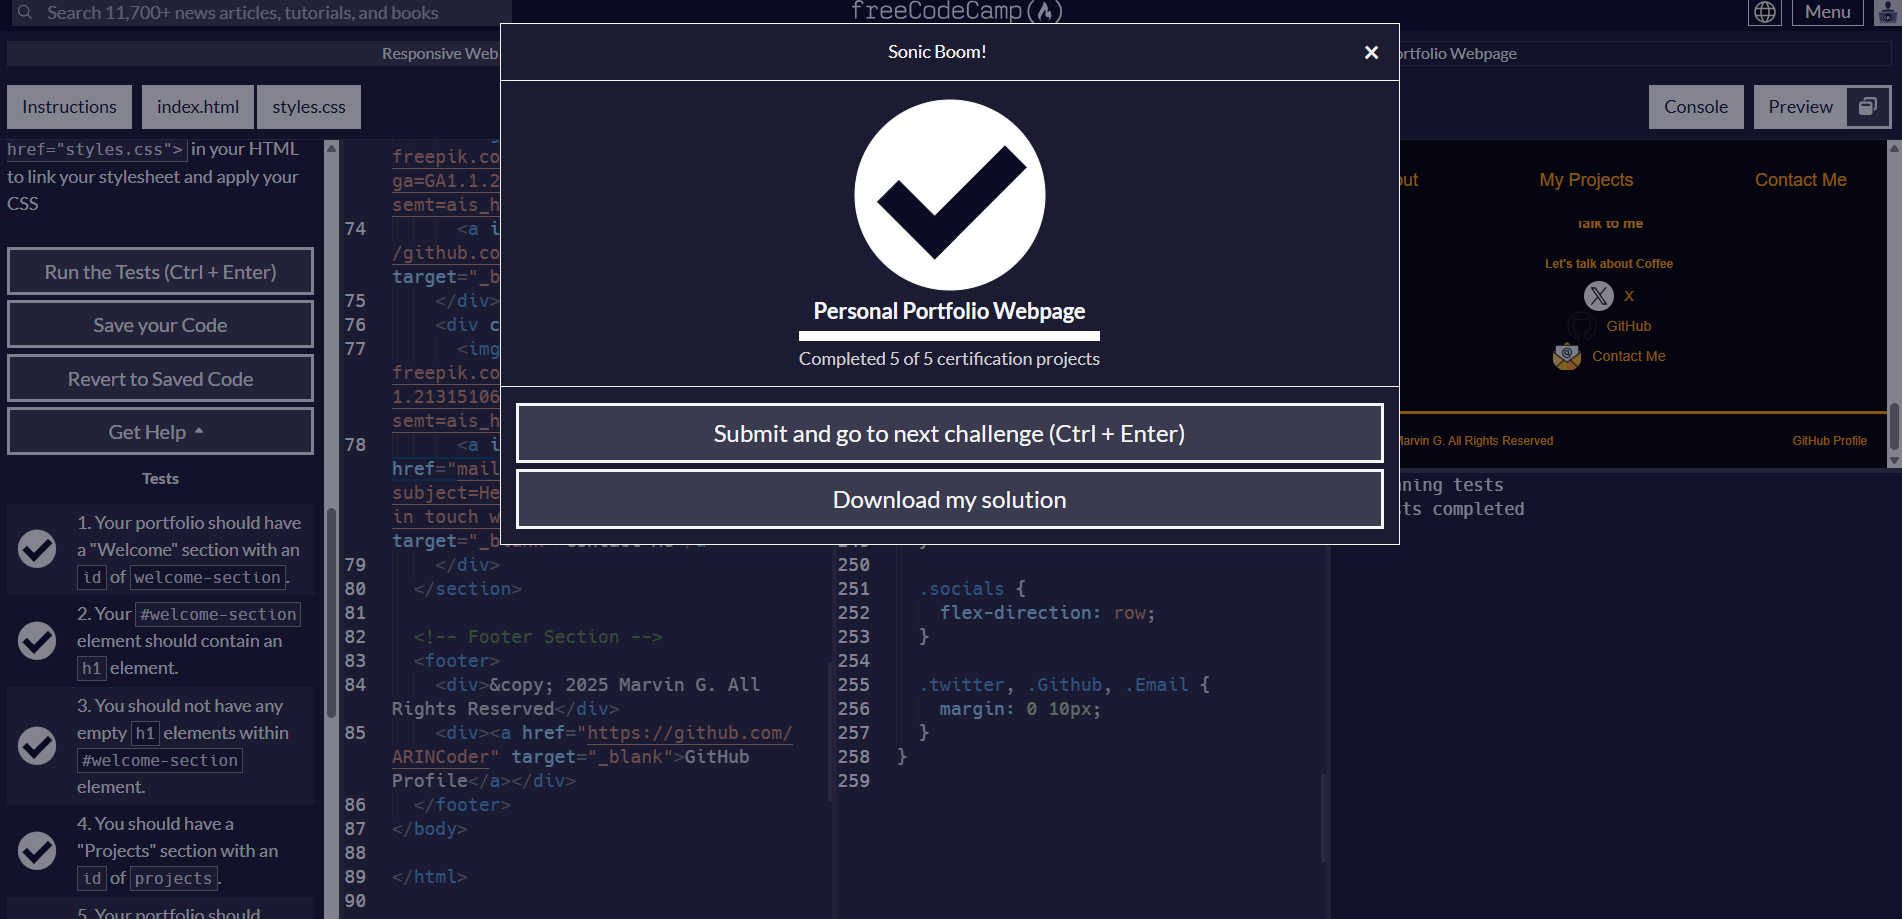 Search 11,700+ news articles, tutorials, and books
freeCodeCamp
Menu
Responsive Web
Portfolio Webpage
Instructions
index.html
styles.css
Console
Preview
href="styles.css"> in your HTML
to link your stylesheet and apply your
CSS
Run the Tests (Ctrl + Enter)
Save your Code
Revert to Saved Code
Get Help
Tests
1. Your portfolio should have
a "Welcome" section with an
id of welcome-section.
2. Your #welcome-section
element should contain an
h1 element.
3. You should not have any
empty h1 elements within
#welcome-section
element.
4. You should have a
"Projects" section with an
id of projects.
5. Your portfolio should
freepik.co
ga=GA1.1.2
semt=ais_h
74 <a i
/github.co
target="_b
75 </div>
76 <div c
77 <img
freepik.co
1.21315106
semt=ais_h
78 <a i
href="mail
subject=He
in touch w
target="_b
79 </div>
80 </section>
81
82 <!-- Footer Section -->
83 <footer>
84 <div>&copy; 2025 Marvin G. All
Rights Reserved</div>
85 <div><a href="https://github.com/
ARINCoder" target="_blank">GitHub
Profile</a></div>
86 </footer>
87 </body>
88
89 </html>
90
250
251 .socials {
252 flex-direction: row;
253 }
254
255 .twitter, .Github, .Email {
256 margin: 0 10px;
257 }
258 }
259
Sonic Boom!
×
Personal Portfolio Webpage
Completed 5 of 5 certification projects
Submit and go to next challenge (Ctrl + Enter)
Download my solution
My Projects
Contact Me
Talk to me
Let's talk about Coffee
X
GitHub
Contact Me
Marvin G. All Rights Reserved
GitHub Profile
ning tests
ts completed